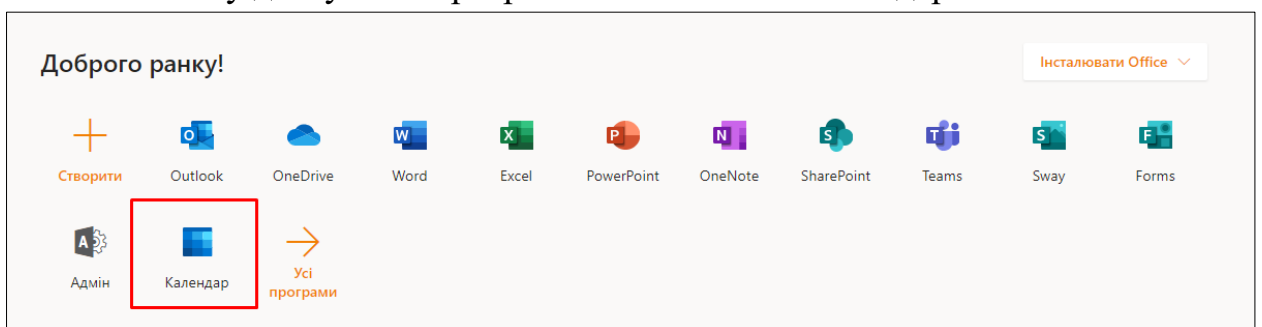 Доброго ранку!
Інсталювати Office
Створити Outlook OneDrive Word Excel PowerPoint OneNote SharePoint Teams Sway Forms
Адмін Календар Усі програми